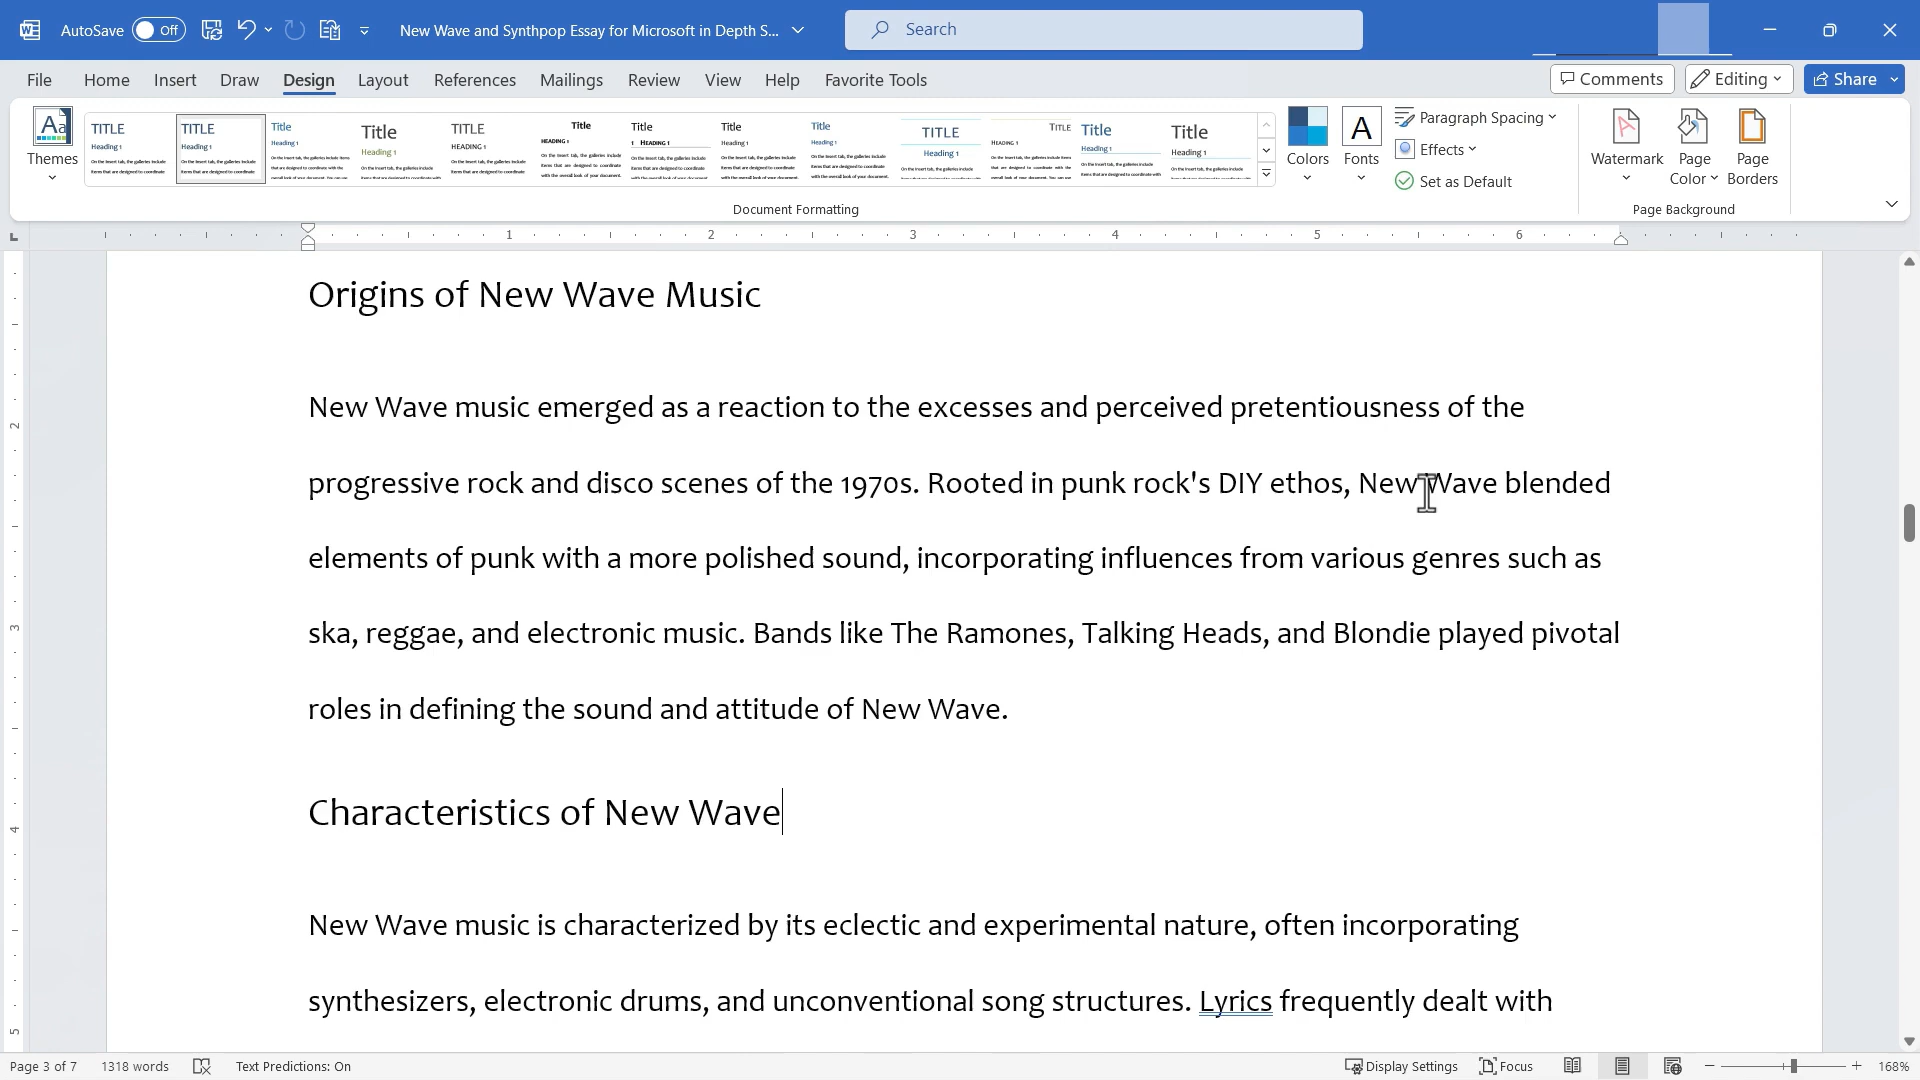 AutoSave Off New Wave and Synthpop Essay for Microsoft in Depth S... Search
File Home Insert Draw Design Layout References Mailings Review View Help Favorite Tools Comments Editing Share
Themes
Colors
Fonts
Paragraph Spacing
Effects
Set as Default
Watermark
Page Color
Page Borders
Document Formatting Page Background
1 2 3 4 5 6
Origins of New Wave Music
New Wave music emerged as a reaction to the excesses and perceived pretentiousness of the
progressive rock and disco scenes of the 1970s. Rooted in punk rock's DIY ethos, New Wave blended
elements of punk with a more polished sound, incorporating influences from various genres such as
ska, reggae, and electronic music. Bands like The Ramones, Talking Heads, and Blondie played pivotal
roles in defining the sound and attitude of New Wave.
Characteristics of New Wave
New Wave music is characterized by its eclectic and experimental nature, often incorporating
synthesizers, electronic drums, and unconventional song structures. Lyrics frequently dealt with
Page 3 of 7 1318 words Text Predictions: On Display Settings Focus 168%